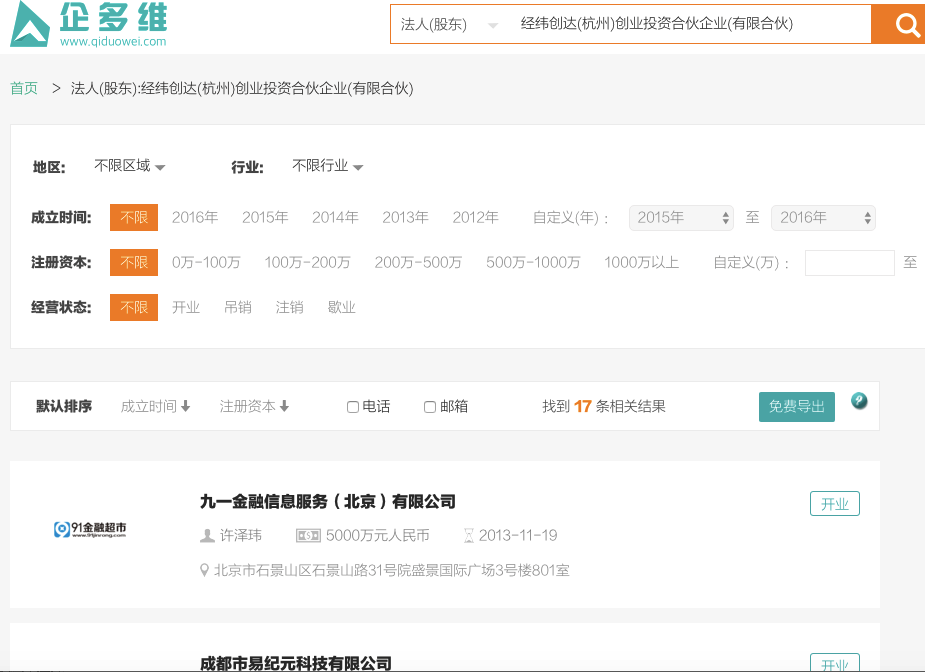 企多维
www.qiduowei.com
法人(股东) 经纬创达(杭州)创业投资合伙企业(有限合伙)
首页 > 法人(股东):经纬创达(杭州)创业投资合伙企业(有限合伙)
地区: 不限区域 行业: 不限行业
成立时间: 不限 2016年 2015年 2014年 2013年 2012年 自定义(年)： 2015年 至 2016年
注册资本: 不限 0万-100万 100万-200万 200万-500万 500万-1000万 1000万以上 自定义(万)： 至
经营状态: 不限 开业 吊销 注销 歇业
默认排序 成立时间 注册资本 电话 邮箱 找到 17 条相关结果 免费导出
九一金融信息服务（北京）有限公司 开业
91金融超市
www.91jinrong.com
许泽玮 5000万元人民币 2013-11-19
北京市石景山区石景山路31号院盛景国际广场3号楼801室
成都市易纪元科技有限公司 开业